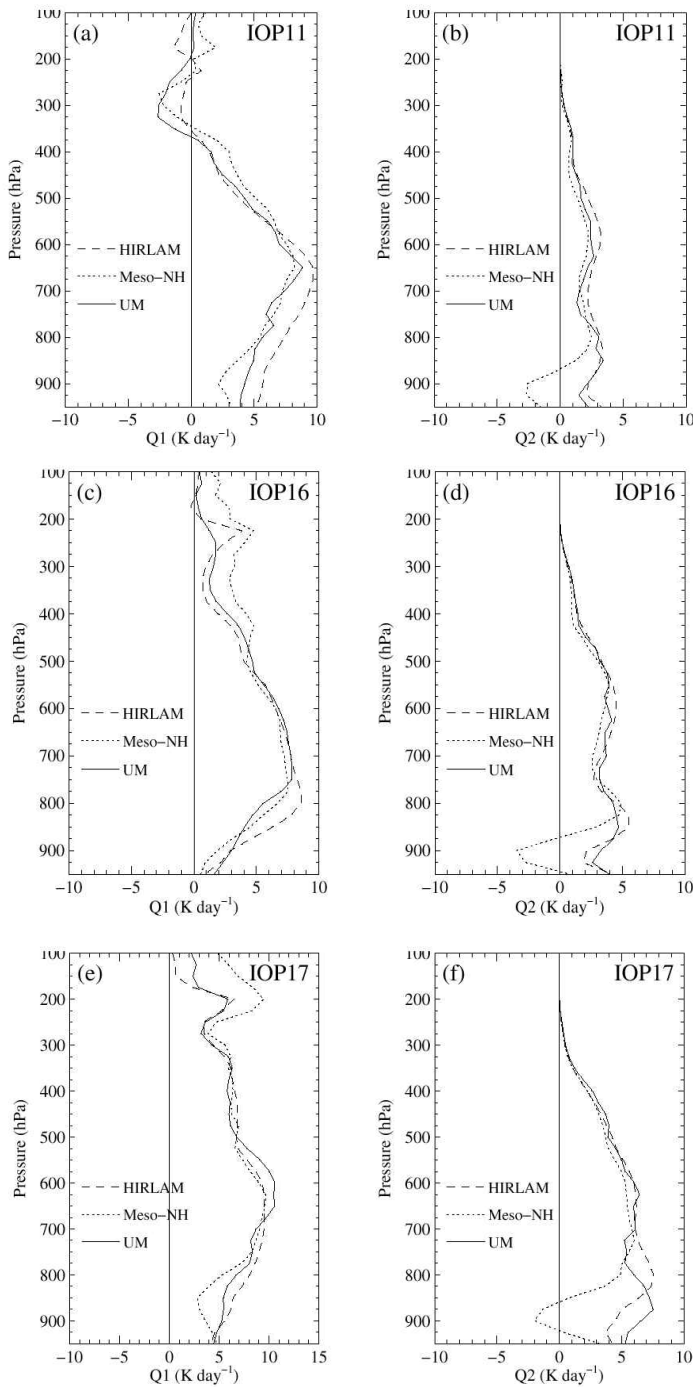 (a) IOP11
100
200
300
400
500
600
700
800
900
Pressure (hPa)
HIRLAM
Meso−NH
UM
−10 −5 0 5 10
Q1 (K day⁻¹)
(b) IOP11
100
200
300
400
500
600
700
800
900
Pressure (hPa)
HIRLAM
Meso−NH
UM
−10 −5 0 5 10
Q2 (K day⁻¹)
(c) IOP16
100
200
300
400
500
600
700
800
900
Pressure (hPa)
HIRLAM
Meso−NH
UM
−10 −5 0 5 10
Q1 (K day⁻¹)
(d) IOP16
100
200
300
400
500
600
700
800
900
Pressure (hPa)
HIRLAM
Meso−NH
UM
−10 −5 0 5 10
Q2 (K day⁻¹)
(e) IOP17
100
200
300
400
500
600
700
800
900
Pressure (hPa)
HIRLAM
Meso−NH
UM
−10 −5 0 5 10 15
Q1 (K day⁻¹)
(f) IOP17
100
200
300
400
500
600
700
800
900
Pressure (hPa)
HIRLAM
Meso−NH
UM
−10 −5 0 5 10
Q2 (K day⁻¹)